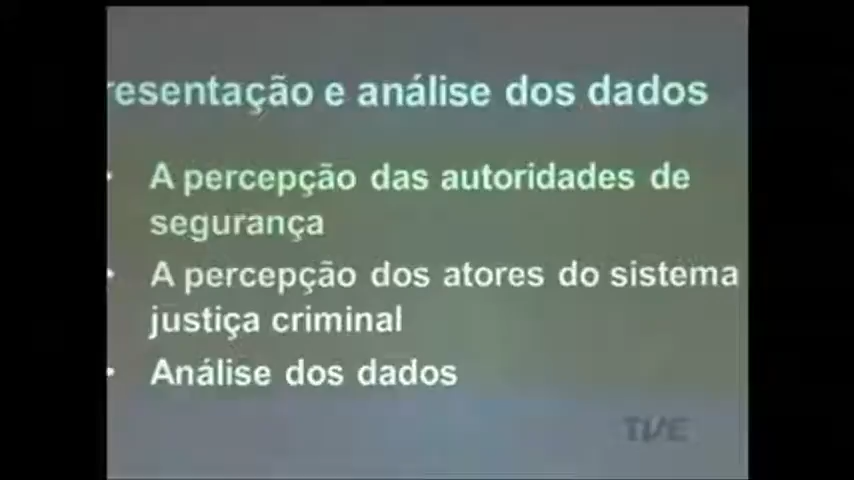 resentação e análise dos dados
• A percepção das autoridades de
segurança
• A percepção dos atores do sistema
justiça criminal
• Análise dos dados
TVE